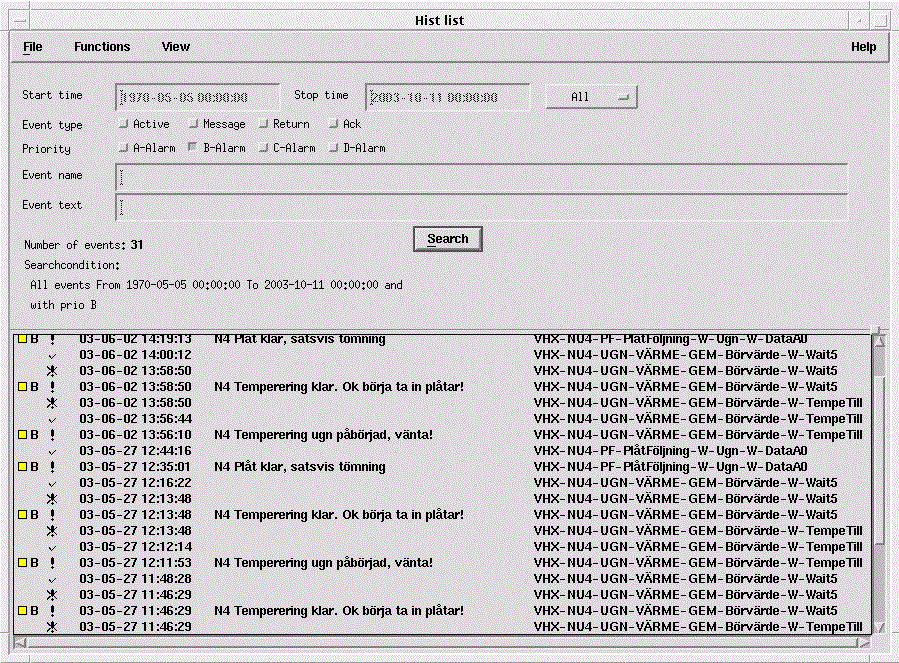 Hist list
File Functions View Help
Start time 1970-05-05 00:00:00 Stop time 2003-10-11 00:00:00 All
Event type Active Message Return Ack
Priority A-Alarm B-Alarm C-Alarm D-Alarm
Event name
Event text
Number of events: 31 Search
Searchcondition:
All events From 1970-05-05 00:00:00 To 2003-10-11 00:00:00 and
with prio B
B ! 03-06-02 14:19:13 N4 Plåt klar, satsvis tömning VHX-NU4-PF-PlåtFöljning-W-Ugn-W-DataA0
03-06-02 14:00:12 VHX-NU4-UGN-VÄRME-GEM-Börvärde-W-Wait5
03-06-02 13:58:50 VHX-NU4-UGN-VÄRME-GEM-Börvärde-W-Wait5
B ! 03-06-02 13:58:50 N4 Temperering klar. Ok börja ta in plåtar! VHX-NU4-UGN-VÄRME-GEM-Börvärde-W-Wait5
03-06-02 13:58:50 VHX-NU4-UGN-VÄRME-GEM-Börvärde-W-TempeTill
03-06-02 13:56:44 VHX-NU4-UGN-VÄRME-GEM-Börvärde-W-TempeTill
B ! 03-06-02 13:56:10 N4 Temperering ugn påbörjad, vänta! VHX-NU4-UGN-VÄRME-GEM-Börvärde-W-TempeTill
03-05-27 12:44:16 VHX-NU4-PF-PlåtFöljning-W-Ugn-W-DataA0
B ! 03-05-27 12:35:01 N4 Plåt klar, satsvis tömning VHX-NU4-PF-PlåtFöljning-W-Ugn-W-DataA0
03-05-27 12:16:22 VHX-NU4-UGN-VÄRME-GEM-Börvärde-W-Wait5
03-05-27 12:13:48 VHX-NU4-UGN-VÄRME-GEM-Börvärde-W-Wait5
B ! 03-05-27 12:13:48 N4 Temperering klar. Ok börja ta in plåtar! VHX-NU4-UGN-VÄRME-GEM-Börvärde-W-Wait5
03-05-27 12:13:48 VHX-NU4-UGN-VÄRME-GEM-Börvärde-W-TempeTill
03-05-27 12:12:14 VHX-NU4-UGN-VÄRME-GEM-Börvärde-W-TempeTill
B ! 03-05-27 12:11:53 N4 Temperering ugn påbörjad, vänta! VHX-NU4-UGN-VÄRME-GEM-Börvärde-W-TempeTill
03-05-27 11:48:28 VHX-NU4-UGN-VÄRME-GEM-Börvärde-W-Wait5
03-05-27 11:46:29 VHX-NU4-UGN-VÄRME-GEM-Börvärde-W-Wait5
B ! 03-05-27 11:46:29 N4 Temperering klar. Ok börja ta in plåtar! VHX-NU4-UGN-VÄRME-GEM-Börvärde-W-Wait5
03-05-27 11:46:29 VHX-NU4-UGN-VÄRME-GEM-Börvärde-W-TempeTill